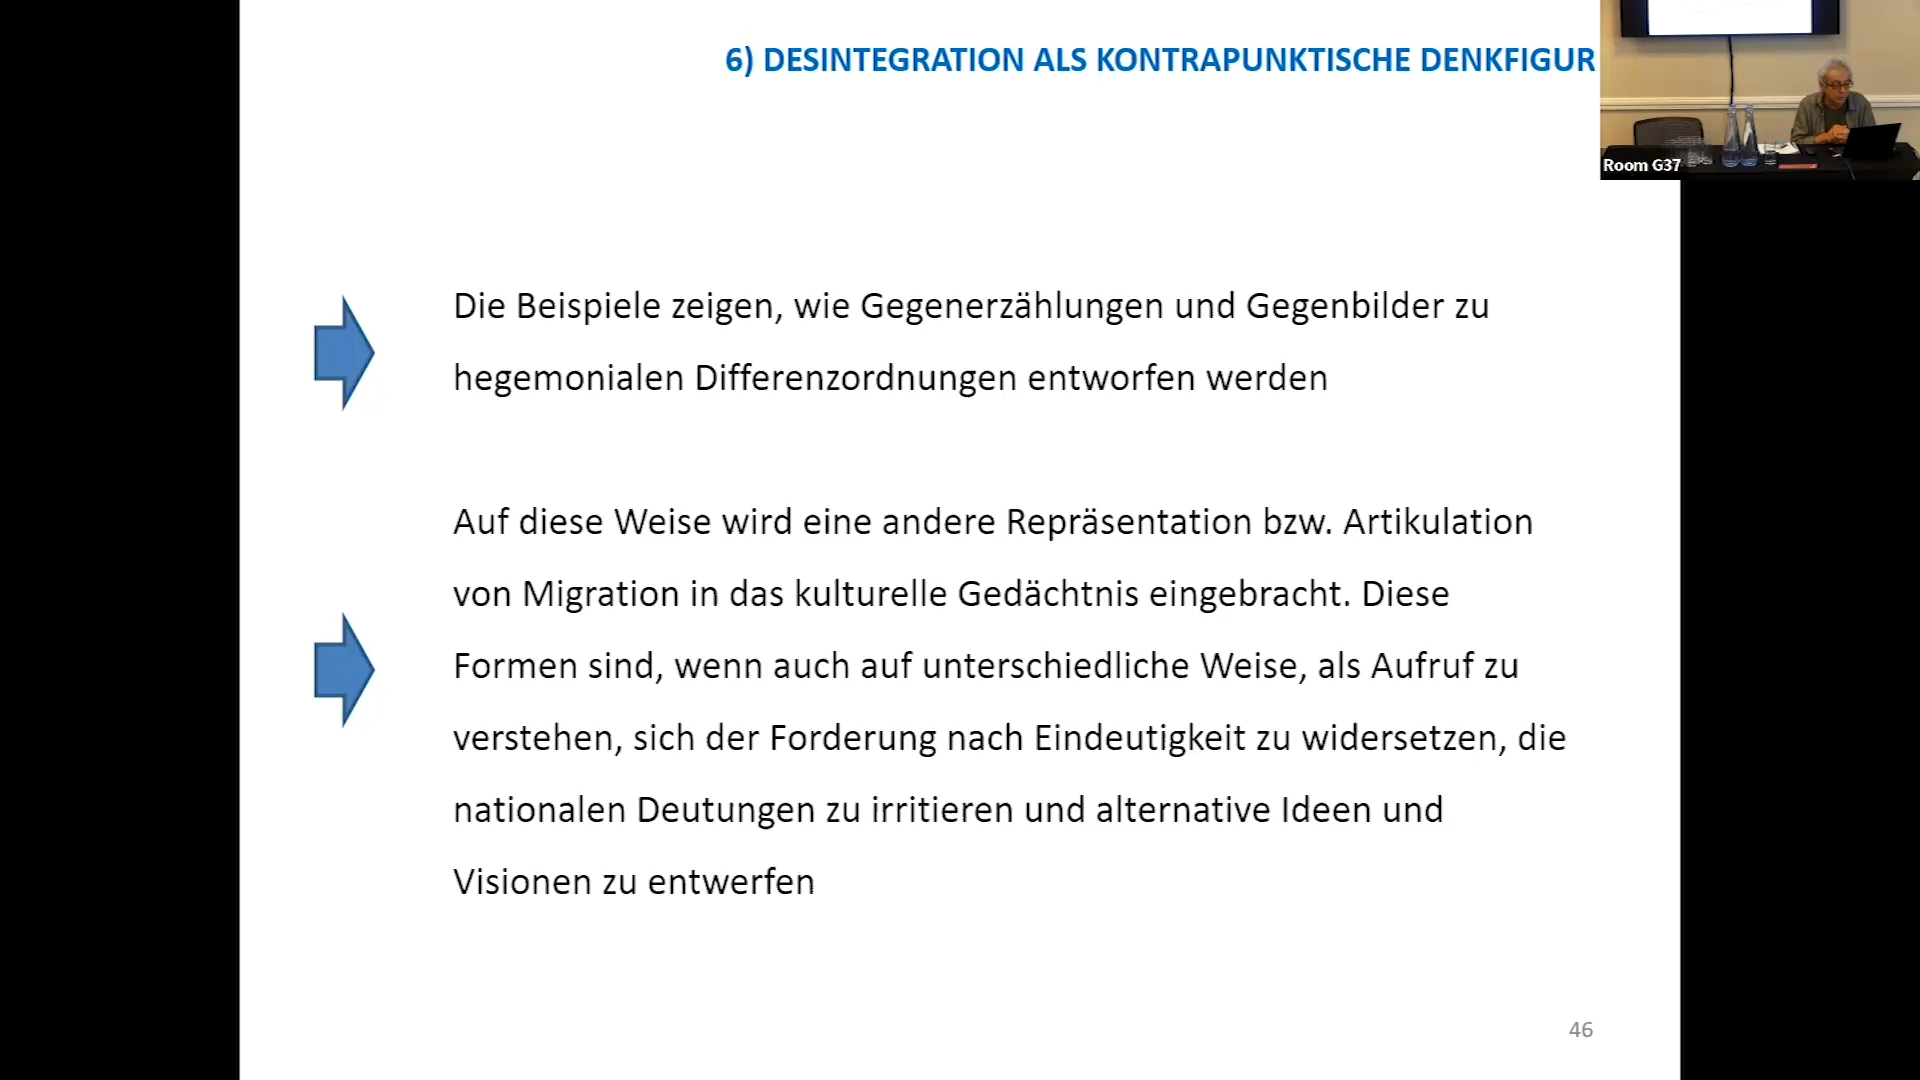 6) DESINTEGRATION ALS KONTRAPUNKTISCHE DENKFIGUR
Room G37
Die Beispiele zeigen, wie Gegenerzählungen und Gegenbilder zu
hegemonialen Differenzordnungen entworfen werden
Auf diese Weise wird eine andere Repräsentation bzw. Artikulation
von Migration in das kulturelle Gedächtnis eingebracht. Diese
Formen sind, wenn auch auf unterschiedliche Weise, als Aufruf zu
verstehen, sich der Forderung nach Eindeutigkeit zu widersetzen, die
nationalen Deutungen zu irritieren und alternative Ideen und
Visionen zu entwerfen
46